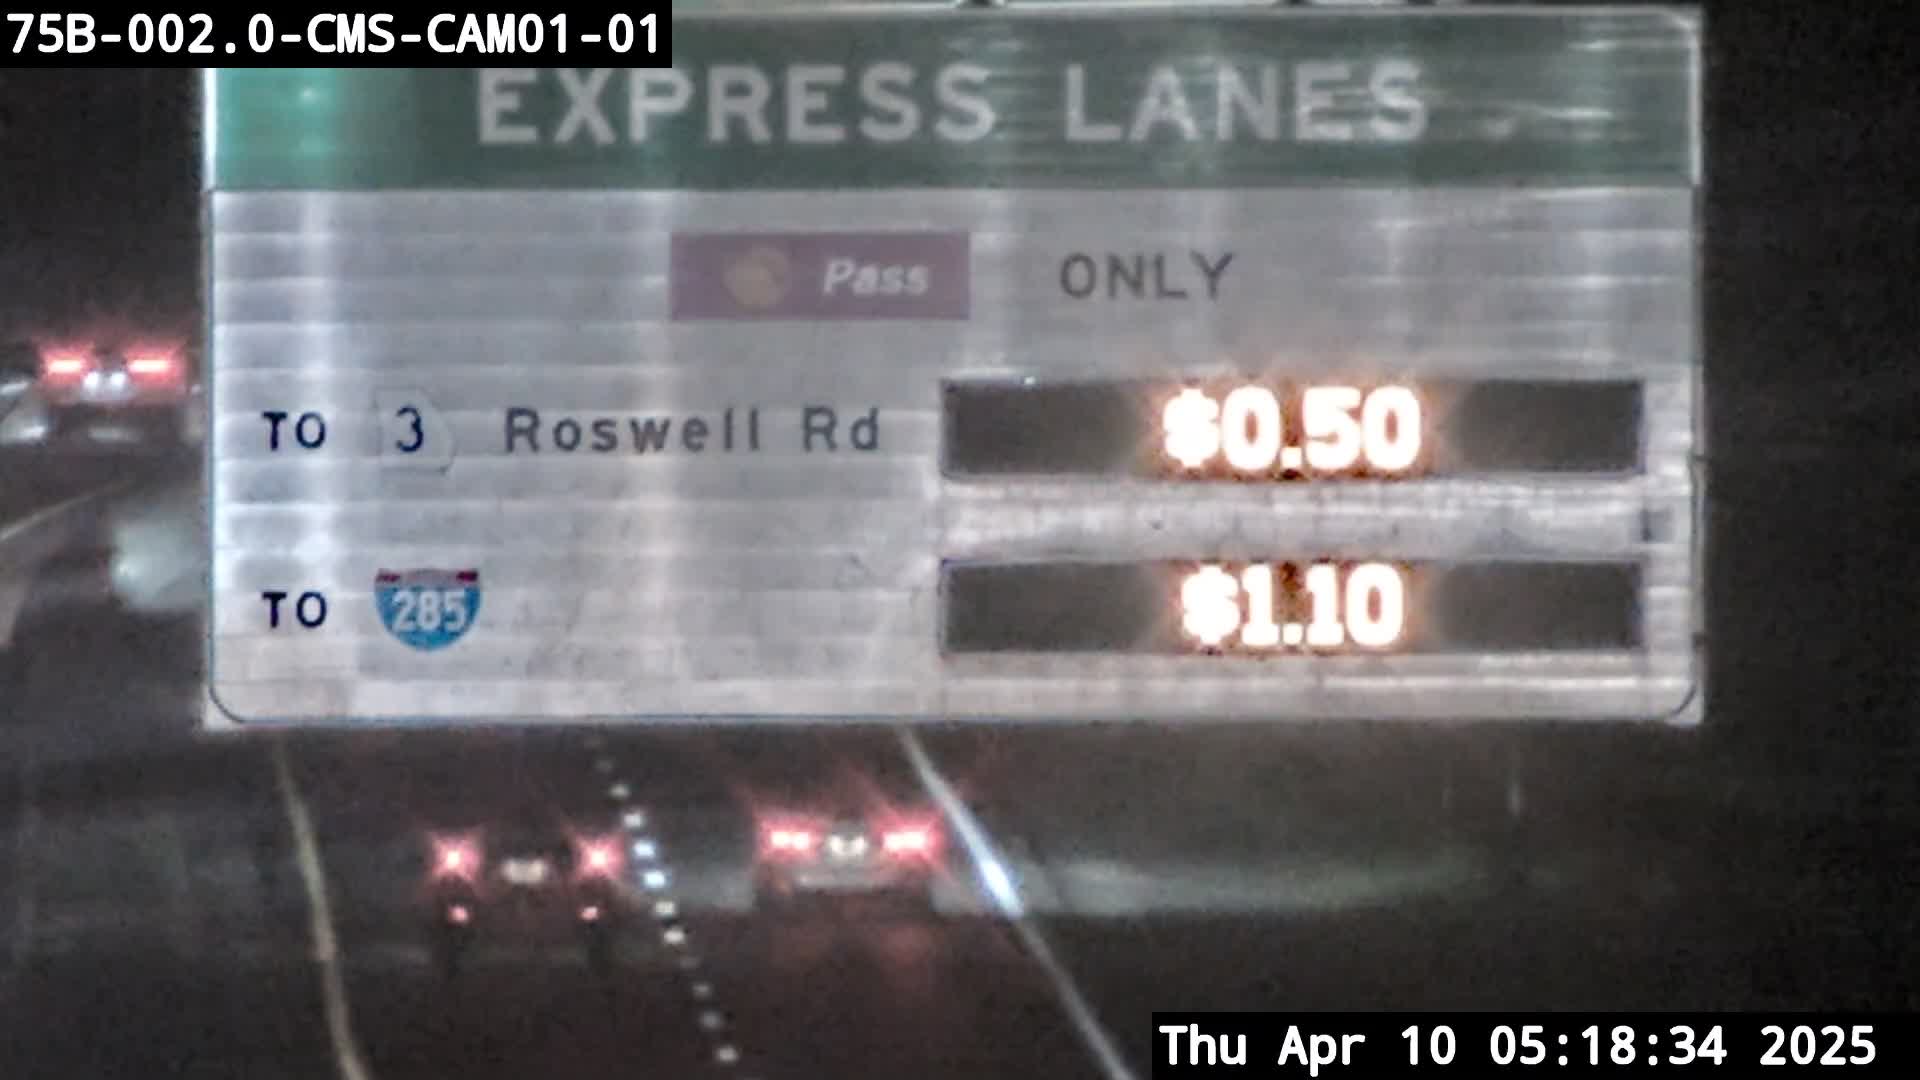 75B-002.0-CMS-CAM01-01
EXPRESS LANES
Pass ONLY
TO 3 Roswell Rd $0.50
TO 285 $1.10
Thu Apr 10 05:18:34 2025